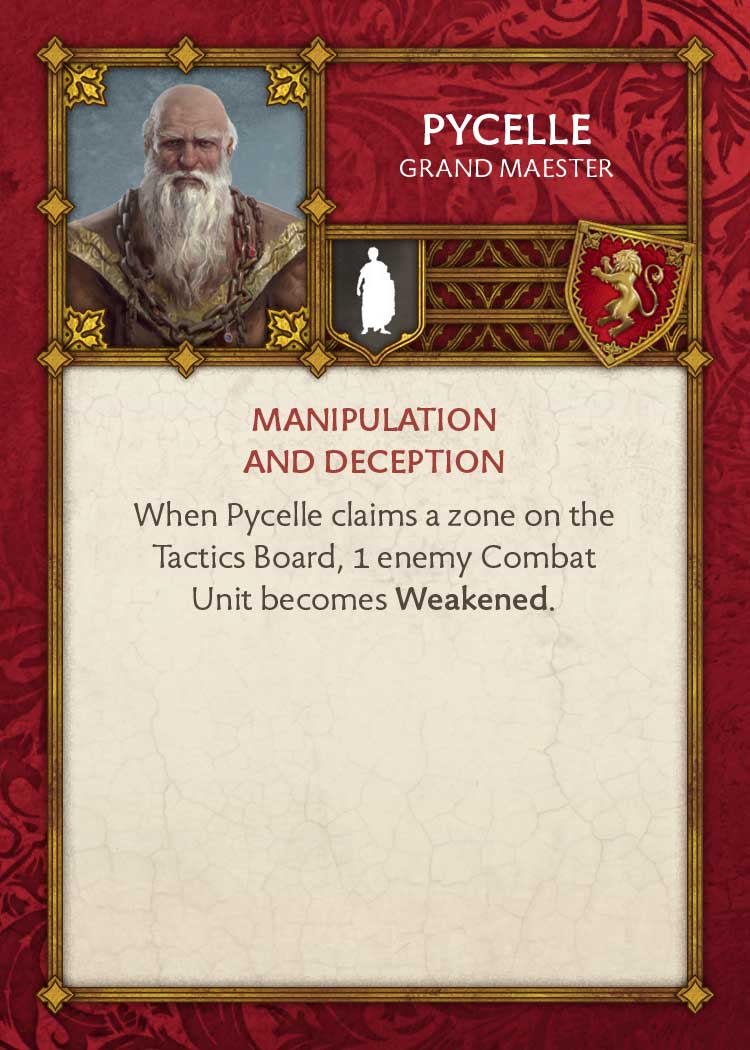 PYCELLE
GRAND MAESTER
MANIPULATION
AND DECEPTION
When Pycelle claims a zone on the
Tactics Board, 1 enemy Combat
Unit becomes Weakened.